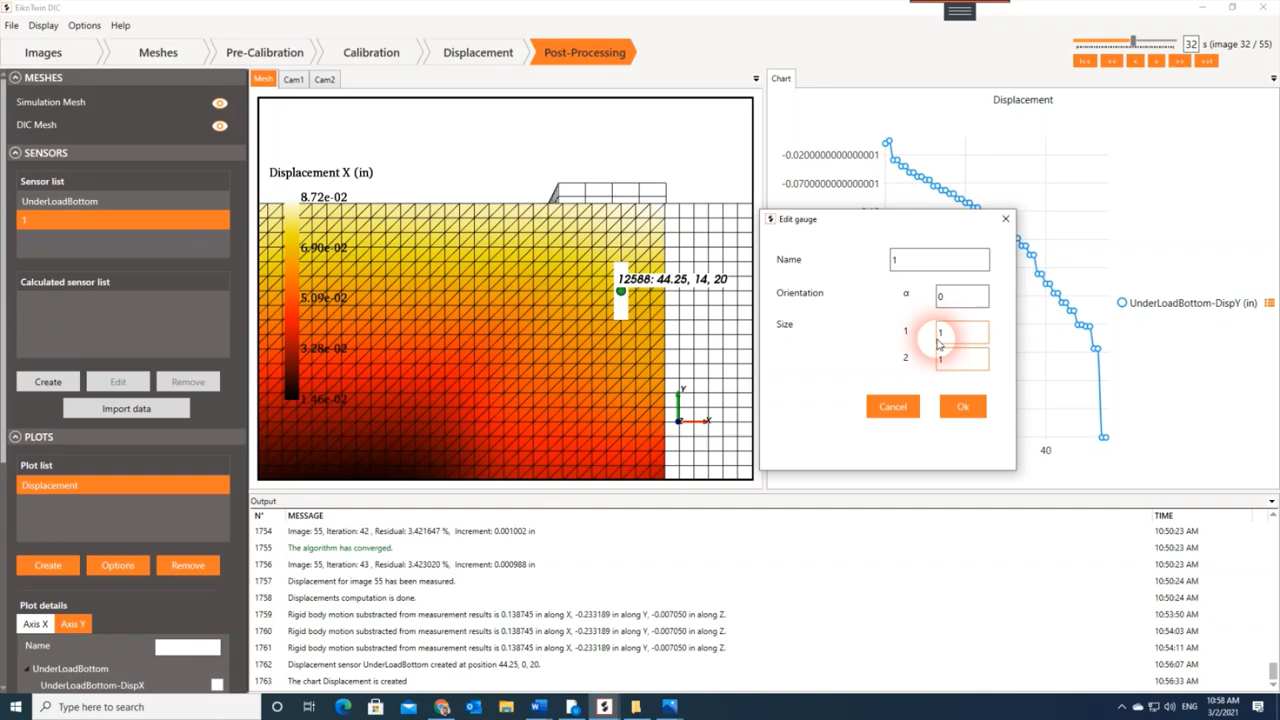 EikoTwin DIC
File Display Options Help
Images Meshes Pre-Calibration Calibration Displacement Post-Processing
32 s (image 32 / 55)
|<< << < > >> >>|
MESHES
Simulation Mesh
DIC Mesh
SENSORS
Sensor list
UnderLoadBottom
1
Calculated sensor list
Create Edit Remove
Import data
PLOTS
Plot list
Displacement
Create Options Remove
Plot details
Axis X Axis Y
Name
UnderLoadBottom
UnderLoadBottom-DispX
Mesh Cam1 Cam2
Displacement X (in)
8.72e-02
6.90e-02
5.09e-02
3.28e-02
1.46e-02
12588: 44.25, 14, 20
Y
X
Chart
Displacement
-0.0200000000000001
-0.0700000000000001
40
UnderLoadBottom-DispY (in)
Edit gauge
Name 1
Orientation α 0
Size 1 1
2 1
Cancel Ok
Output
N° MESSAGE TIME
1754 Image: 55, Iteration: 42 , Residual: 3.421647 %, Increment: 0.001002 in 10:50:23 AM
1755 The algorithm has converged. 10:50:23 AM
1756 Image: 55, Iteration: 43 , Residual: 3.423020 %, Increment: 0.000988 in 10:50:23 AM
1757 Displacement for image 55 has been measured. 10:50:24 AM
1758 Displacements computation is done. 10:50:24 AM
1759 Rigid body motion substracted from measurement results is 0.138745 in along X, -0.233189 in along Y, -0.007050 in along Z. 10:53:50 AM
1760 Rigid body motion substracted from measurement results is 0.138745 in along X, -0.233189 in along Y, -0.007050 in along Z. 10:54:03 AM
1761 Rigid body motion substracted from measurement results is 0.138745 in along X, -0.233189 in along Y, -0.007050 in along Z. 10:54:11 AM
1762 Displacement sensor UnderLoadBottom created at position 44.25, 0, 20. 10:56:07 AM
1763 The chart Displacement is created 10:56:33 AM
Type here to search
10:58 AM
3/2/2021